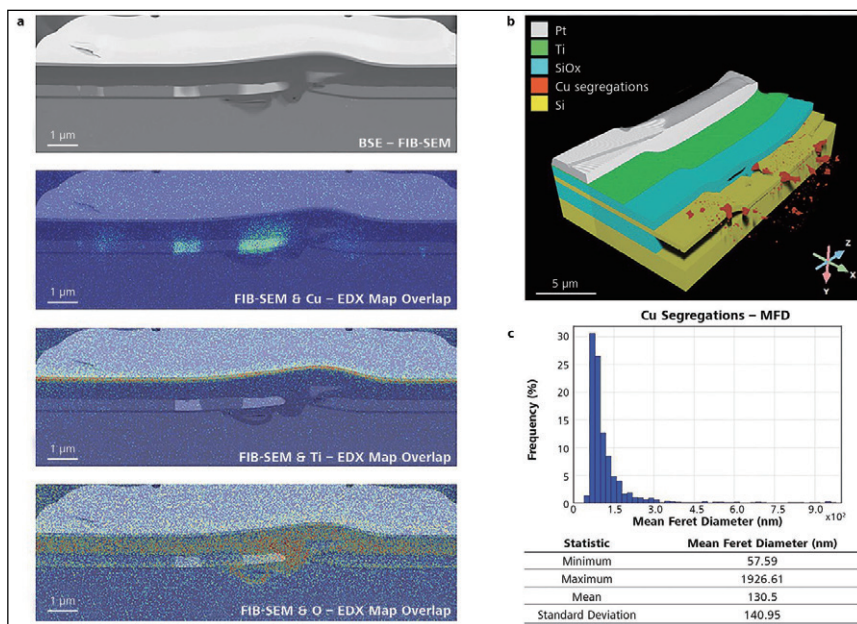 a
1 µm
BSE – FIB-SEM
1 µm
FIB-SEM & Cu – EDX Map Overlap
1 µm
FIB-SEM & Ti – EDX Map Overlap
1 µm
FIB-SEM & O – EDX Map Overlap
b
Pt
Ti
SiOx
Cu segregations
Si
5 µm
Z
X
Y
c
Cu Segregations – MFD
Frequency (%)
30
25
20
15
10
5
0
0 1.5 3.0 4.5 6.0 7.5 9.0
x10²
Mean Feret Diameter (nm)
Statistic Mean Feret Diameter (nm)
Minimum 57.59
Maximum 1926.61
Mean 130.5
Standard Deviation 140.95